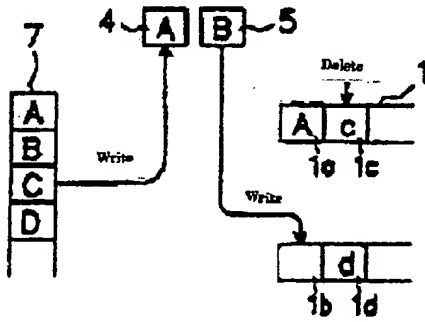 4 A B 5
7
Delete
1
A
B
C
D
A c
Write
1a 1c
Write
d
1b 1d